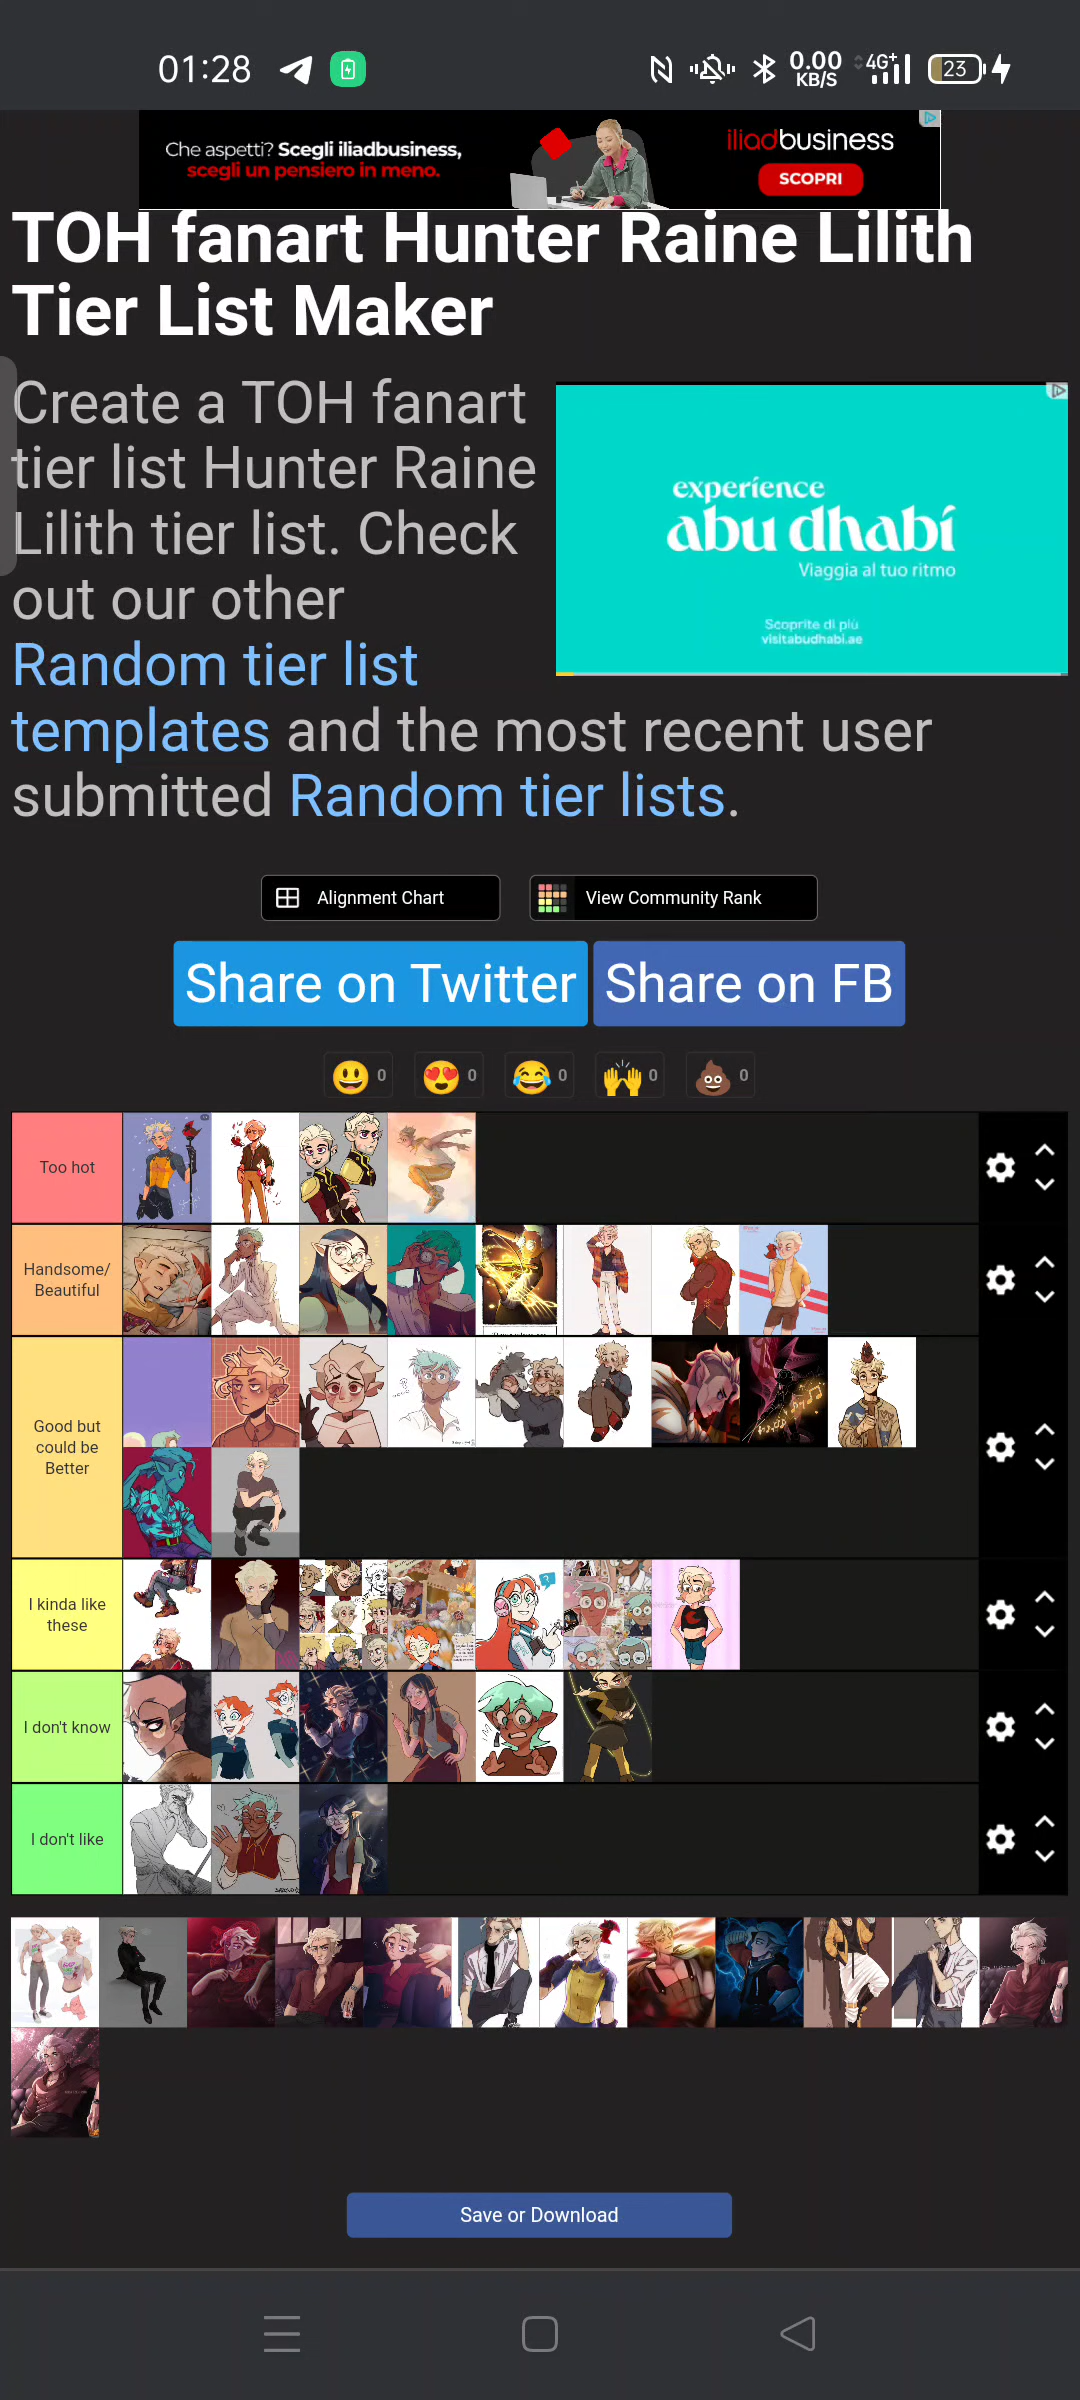 01:28
0.00
KB/S
4G+
23
Che aspetti? Scegli iliadbusiness,
scegli un pensiero in meno.
iliadbusiness
SCOPRI
TOH fanart Hunter Raine Lilith
Tier List Maker
Create a TOH fanart
tier list Hunter Raine
Lilith tier list. Check
out our other
Random tier list
templates and the most recent user
submitted Random tier lists.
experience
abu dhabi
Viaggia al tuo ritmo
Scoprite di più
visitabudhabi.ae
Alignment Chart
View Community Rank
Share on Twitter
Share on FB
0
0
0
0
0
Too hot
Handsome/
Beautiful
Good but
could be
Better
I kinda like
these
I don't know
I don't like
Save or Download